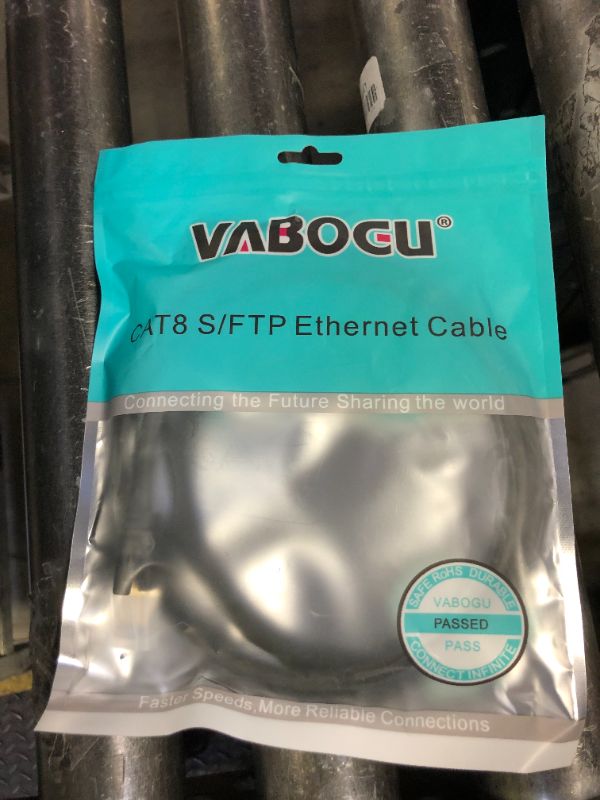 VABOGU®
CAT8 S/FTP Ethernet Cable
Connecting the Future Sharing the world
SAFE RoHS DURABLE
VABOGU
PASSED
PASS
CONNECT INFINITE
Faster Speeds,More Reliable Connections